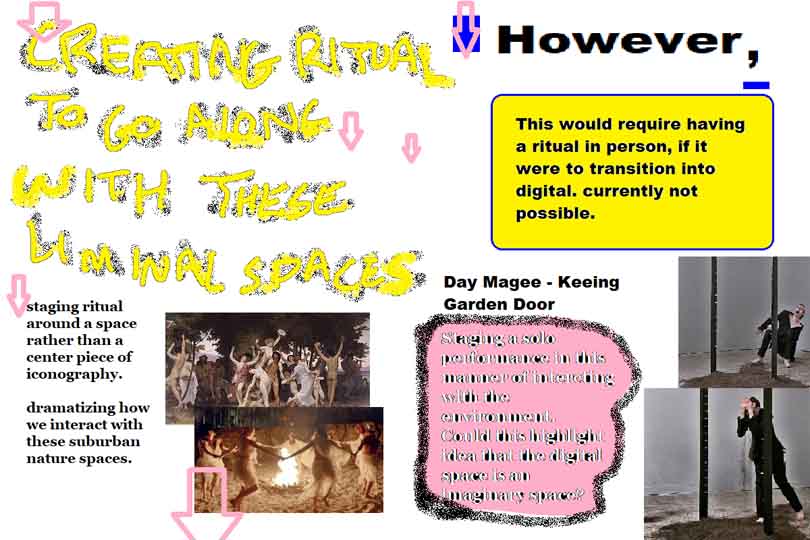 CREATING RITUAL
TO GO ALONG
WITH THESE
LIMINAL SPACES
However,
This would require having
a ritual in person, if it
were to transition into
digital. currently not
possible.
staging ritual
around a space
rather than a
center piece of
iconography.
dramatizing how
we interact with
these suburban
nature spaces.
Day Magee - Keeing
Garden Door
Staging a solo
performance in this
manner of intercting
with the
environment.
Could this highlight
idea that the digital
space is an
imaginary space?